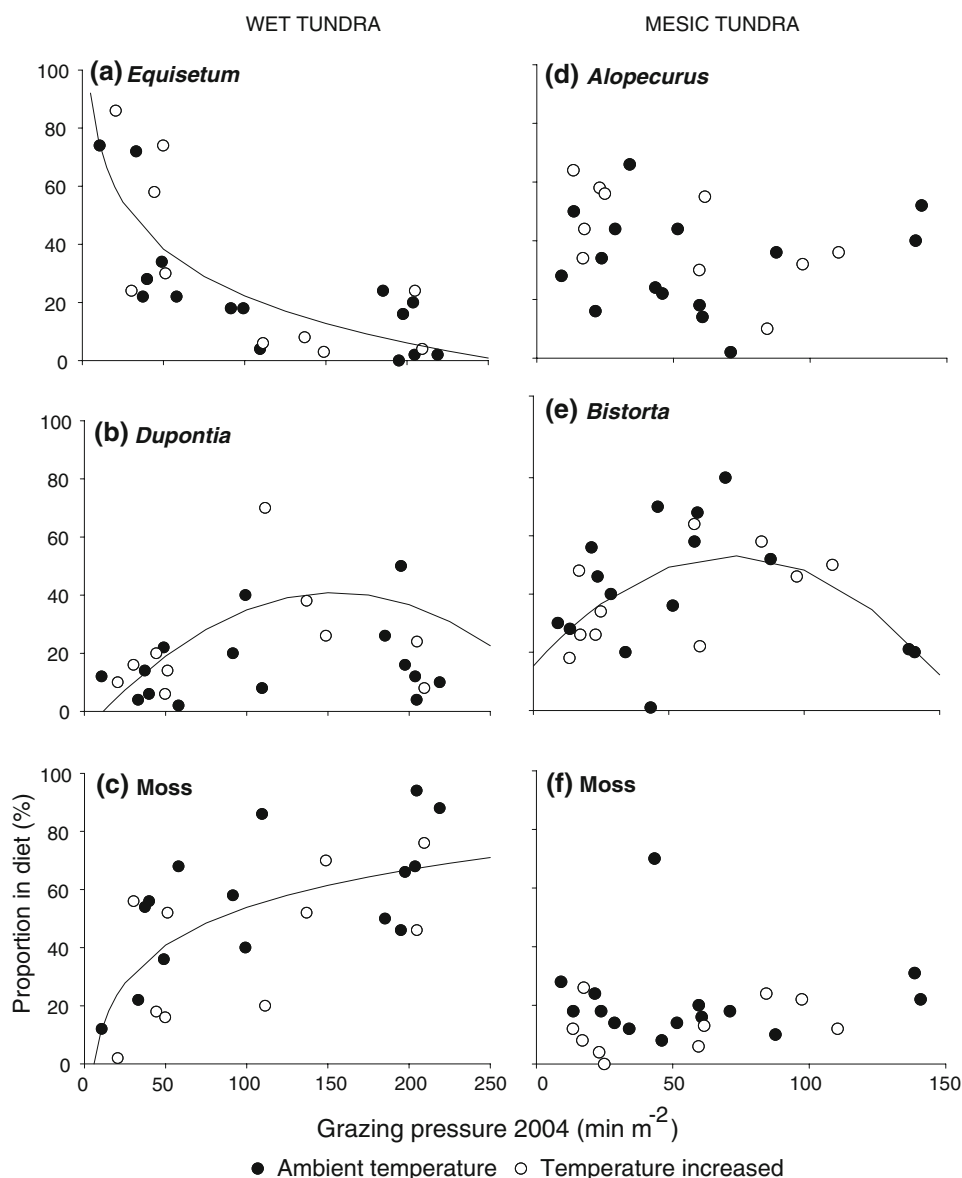 WET TUNDRA
MESIC TUNDRA
100
80
60
40
20
0
(a) Equisetum
(d) Alopecurus
100
80
60
40
20
0
(b) Dupontia
(e) Bistorta
100
80
60
40
20
0
(c) Moss
(f) Moss
0 50 100 150 200 250
0 50 100 150
Proportion in diet (%)
Grazing pressure 2004 (min m⁻²)
● Ambient temperature ○ Temperature increased